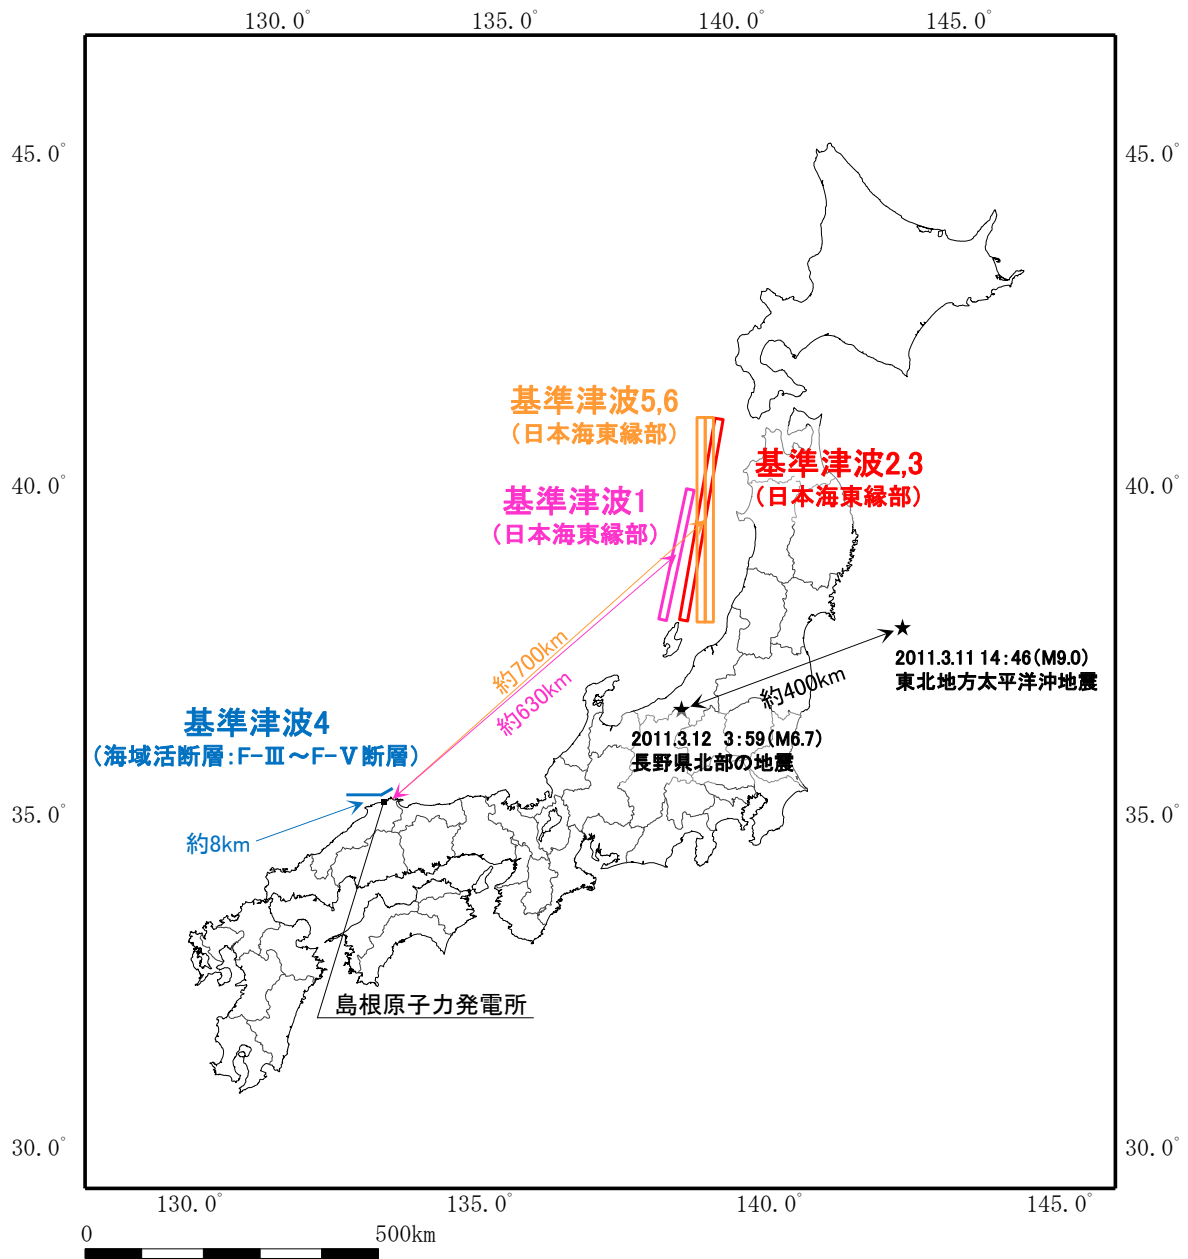 130.0° 135.0° 140.0° 145.0°
45.0° 45.0°
基準津波5,6
(日本海東縁部)
基準津波2,3
(日本海東縁部)
40.0° 40.0°
基準津波1
(日本海東縁部)
約700km
約630km
2011.3.11 14:46(M9.0)
東北地方太平洋沖地震
約400km
2011.3.12 3:59(M6.7)
長野県北部の地震
基準津波4
(海域活断層:F-Ⅲ～F-Ⅴ断層)
35.0° 35.0°
約8km
島根原子力発電所
30.0° 30.0°
130.0° 135.0° 140.0° 145.0°
0 500km